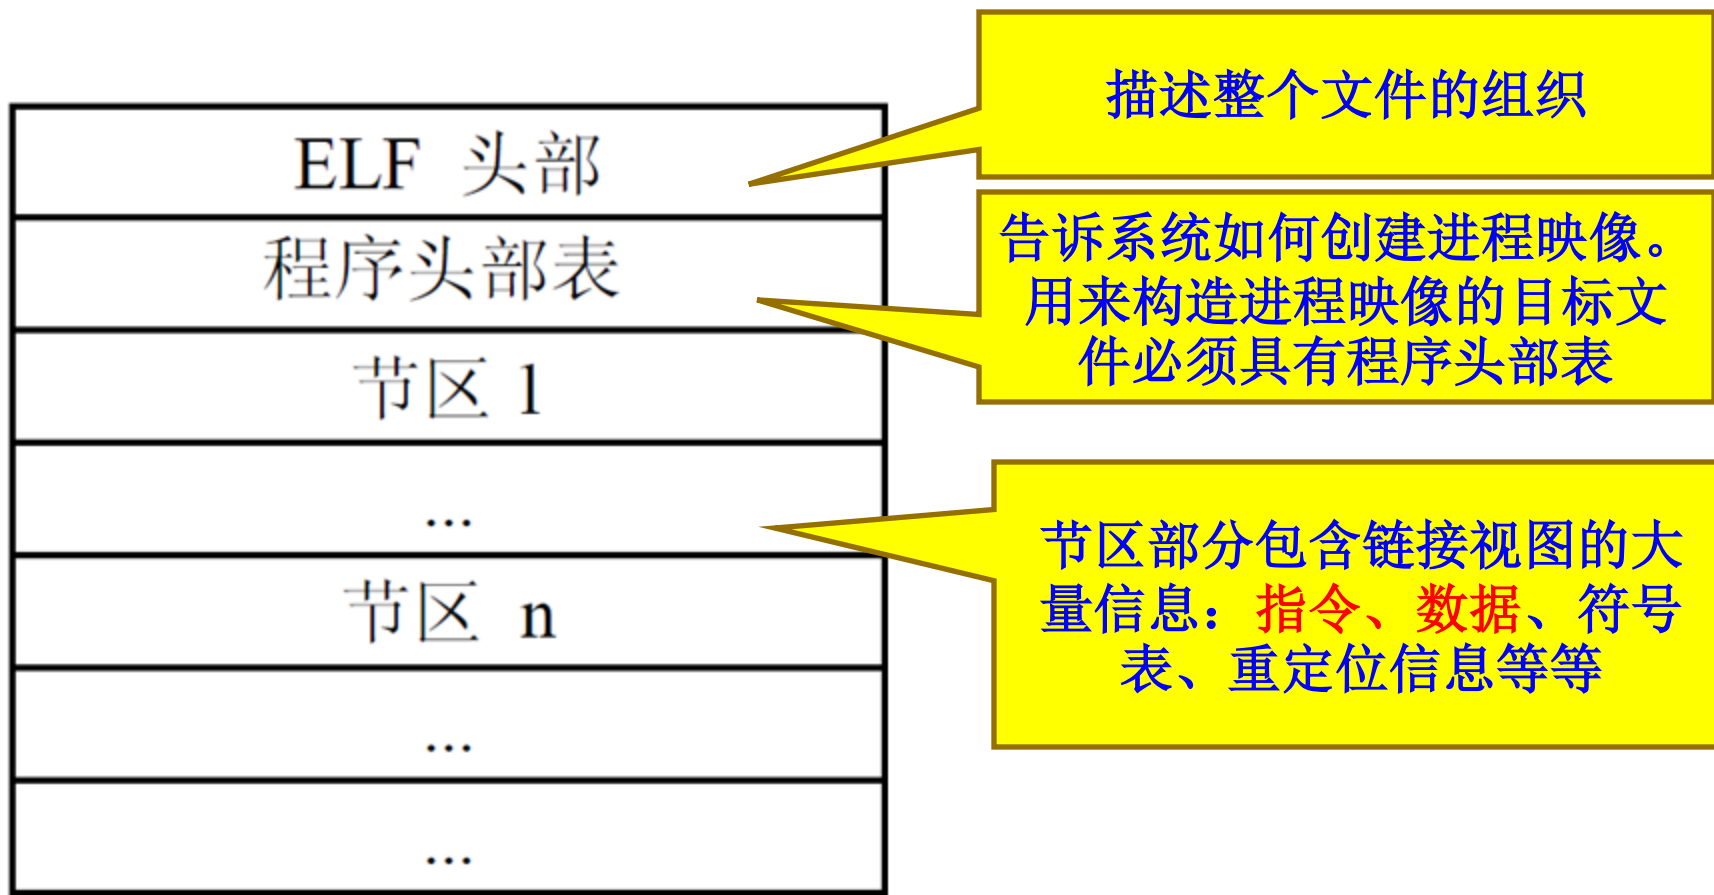 ELF 头部
程序头部表
节区 1
...
节区 n
...
...
描述整个文件的组织
告诉系统如何创建进程映像。
用来构造进程映像的目标文
件必须具有程序头部表
节区部分包含链接视图的大
量信息：指令、数据、符号
表、重定位信息等等